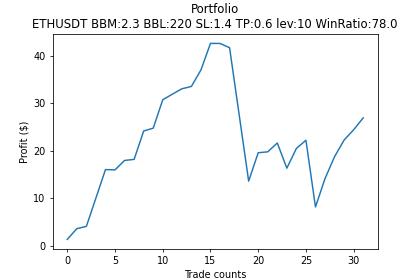 Portfolio
ETHUSDT BBM:2.3 BBL:220 SL:1.4 TP:0.6 lev:10 WinRatio:78.0
40
30
20
10
0
Profit ($)
0 5 10 15 20 25 30
Trade counts